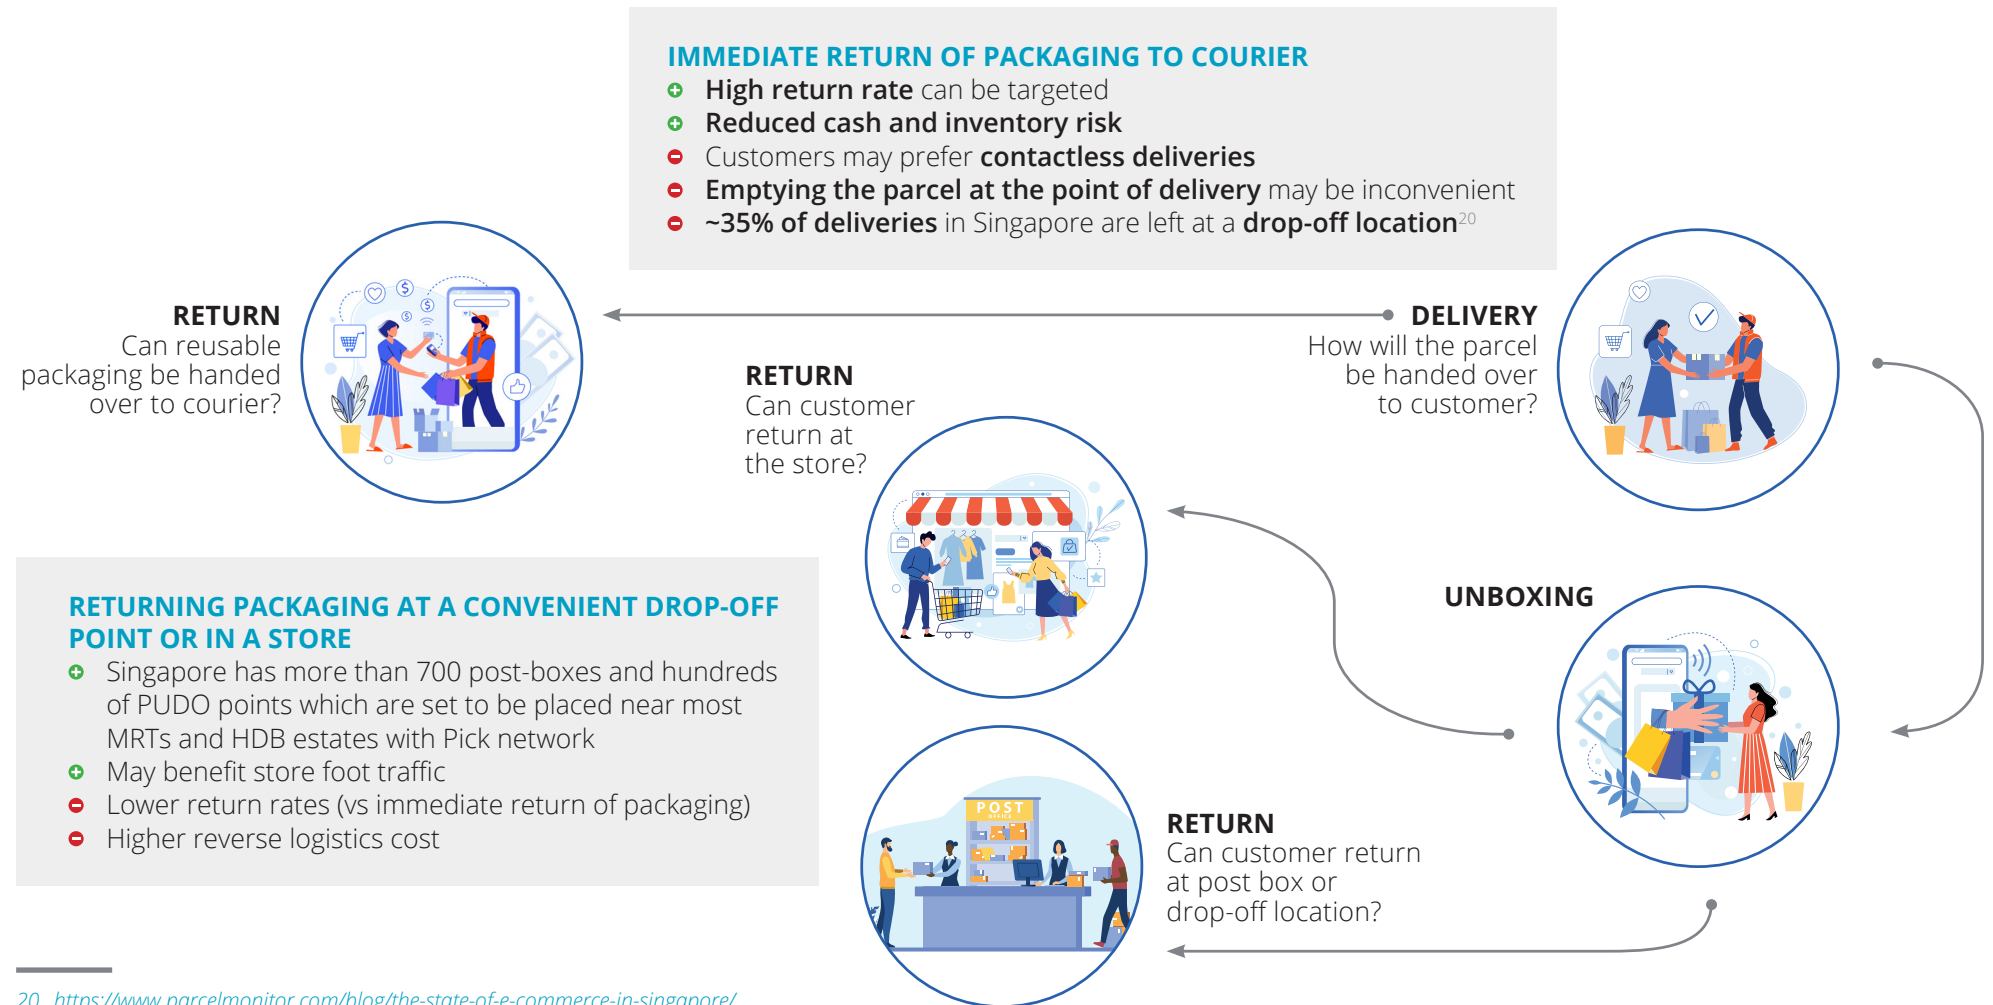 IMMEDIATE RETURN OF PACKAGING TO COURIER
High return rate can be targeted
Reduced cash and inventory risk
Customers may prefer contactless deliveries
Emptying the parcel at the point of delivery may be inconvenient
~35% of deliveries in Singapore are left at a drop-off location20
RETURN
Can reusable
packaging be handed
over to courier?
DELIVERY
How will the parcel
be handed over
to customer?
RETURN
Can customer
return at
the store?
UNBOXING
RETURNING PACKAGING AT A CONVENIENT DROP-OFF
POINT OR IN A STORE
Singapore has more than 700 post-boxes and hundreds
of PUDO points which are set to be placed near most
MRTs and HDB estates with Pick network
May benefit store foot traffic
Lower return rates (vs immediate return of packaging)
Higher reverse logistics cost
POST
OFFICE
RETURN
Can customer return
at post box or
drop-off location?
20 https://www.parcelmonitor.com/blog/the-state-of-e-commerce-in-singapore/